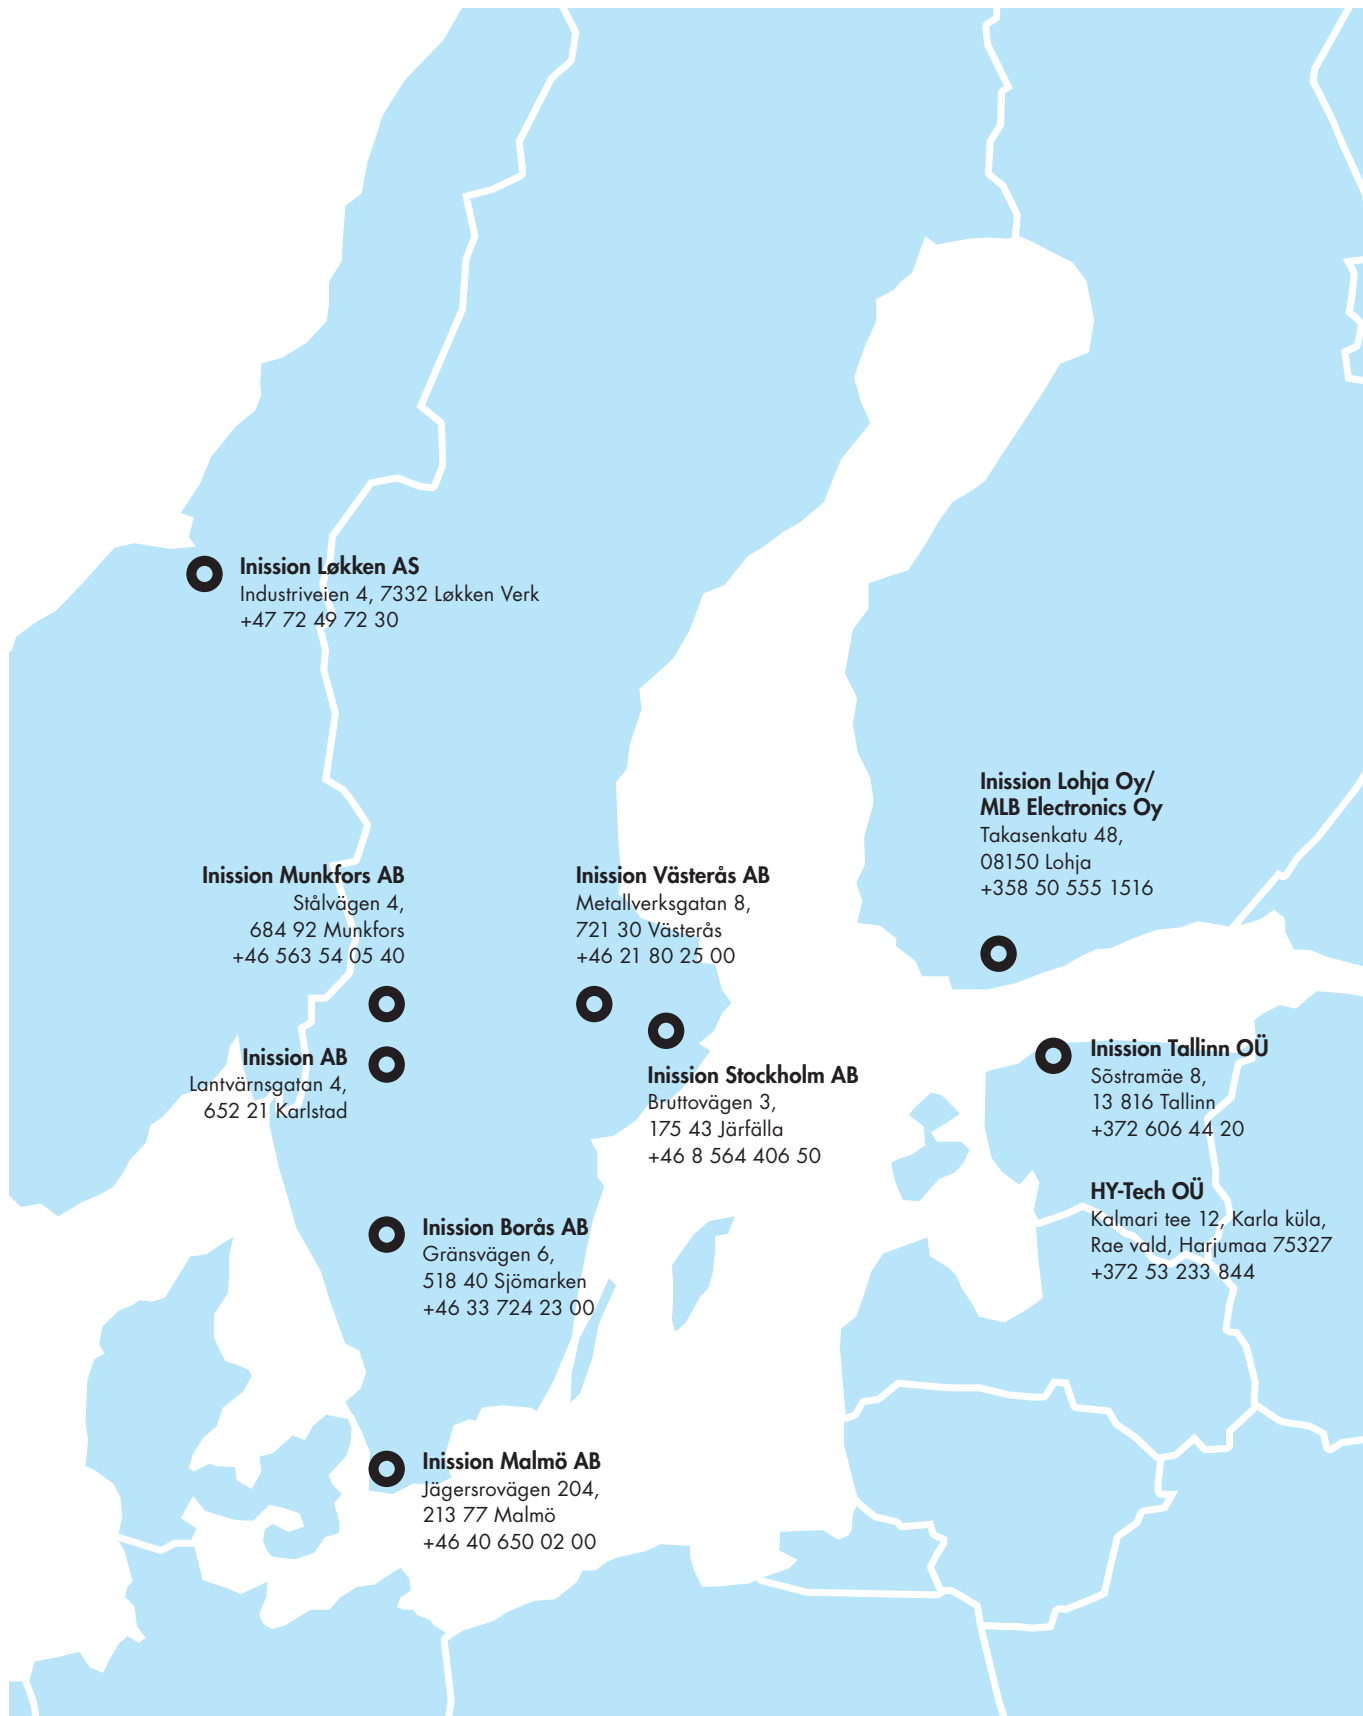 Inission Løkken AS
Industriveien 4, 7332 Løkken Verk
+47 72 49 72 30
Inission Lohja Oy/
MLB Electronics Oy
Takasenkatu 48,
08150 Lohja
+358 50 555 1516
Inission Munkfors AB
Stålvägen 4,
684 92 Munkfors
+46 563 54 05 40
Inission Västerås AB
Metallverksgatan 8,
721 30 Västerås
+46 21 80 25 00
Inission AB
Lantvärnsgatan 4,
652 21 Karlstad
Inission Stockholm AB
Bruttovägen 3,
175 43 Järfälla
+46 8 564 406 50
Inission Tallinn OÜ
Sõstramäe 8,
13 816 Tallinn
+372 606 44 20
HY-Tech OÜ
Kalmari tee 12, Karla küla,
Rae vald, Harjumaa 75327
+372 53 233 844
Inission Borås AB
Gränsvägen 6,
518 40 Sjömarken
+46 33 724 23 00
Inission Malmö AB
Jägersrovägen 204,
213 77 Malmö
+46 40 650 02 00